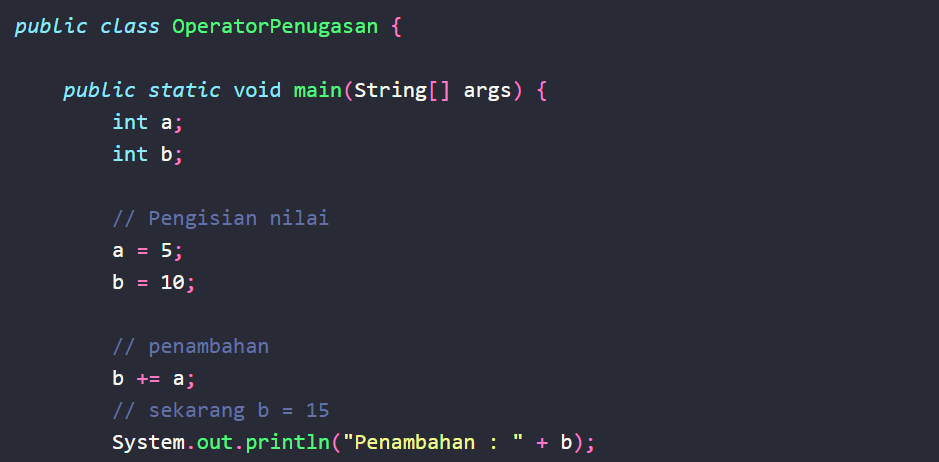 public class OperatorPenugasan {
public static void main(String[] args) {
int a;
int b;
// Pengisian nilai
a = 5;
b = 10;
// penambahan
b += a;
// sekarang b = 15
System.out.println("Penambahan : " + b);